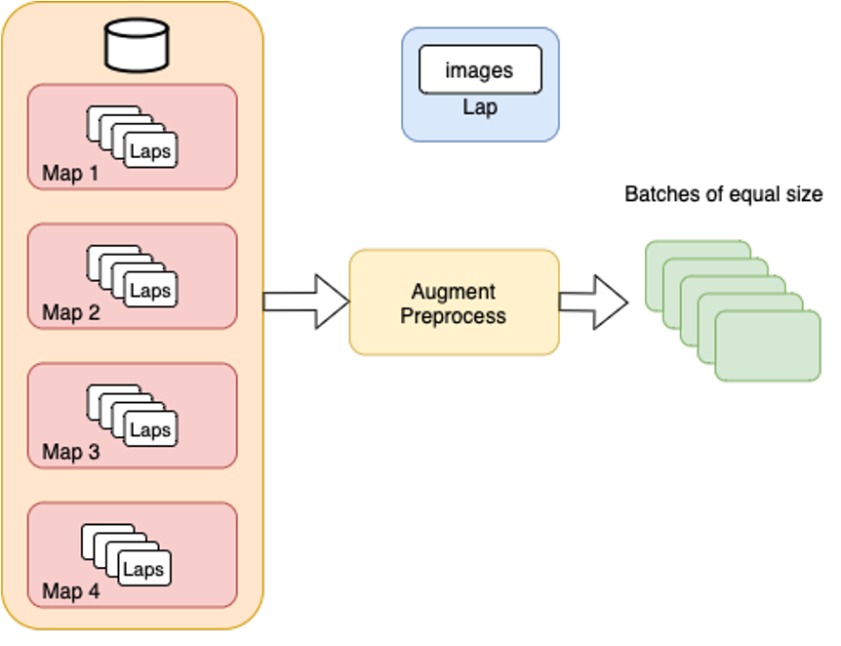 images
Lap
Laps
Map 1
Batches of equal size
Laps
Map 2
Augment
Preprocess
Laps
Map 3
Laps
Map 4